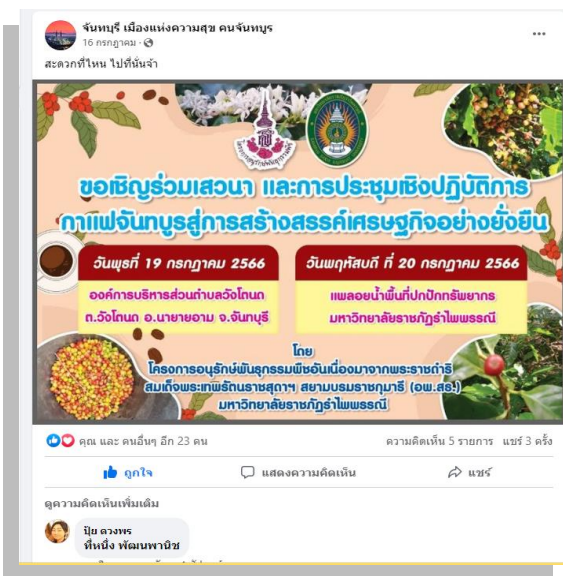 จันทบุรี เมืองแห่งความสุข ฅนจันทบูร
16 กรกฎาคม
สะดวกที่ไหน ไปที่นั่นจ้า
ขอเชิญร่วมเสวนา และการประชุมเชิงปฏิบัติการ
กาแฟจันทบูรสู่การสร้างสรรค์เศรษฐกิจอย่างยั่งยืน
วันพุธที่ 19 กรกฎาคม 2566
องค์การบริหารส่วนตำบลวังโตนด
ต.วังโตนด อ.นายายอาม จ.จันทบุรี
วันพฤหัสบดี ที่ 20 กรกฎาคม 2566
แพลอยน้ำพื้นที่ปกปักทรัพยากร
มหาวิทยาลัยราชภัฏรำไพพรรณี
โดย
โครงการอนุรักษ์พันธุกรรมพืชอันเนื่องมาจากพระราชดำริ
สมเด็จพระเทพรัตนราชสุดาฯ สยามบรมราชกุมารี (อพ.สธ.)
มหาวิทยาลัยราชภัฏรำไพพรรณี
คุณ และ คนอื่นๆ อีก 23 คน
ความคิดเห็น 5 รายการ แชร์ 3 ครั้ง
ถูกใจ
แสดงความคิดเห็น
แชร์
ดูความคิดเห็นเพิ่มเติม
ปุ้ย ดวงพร
ที่หนึ่ง พัฒนพานิช